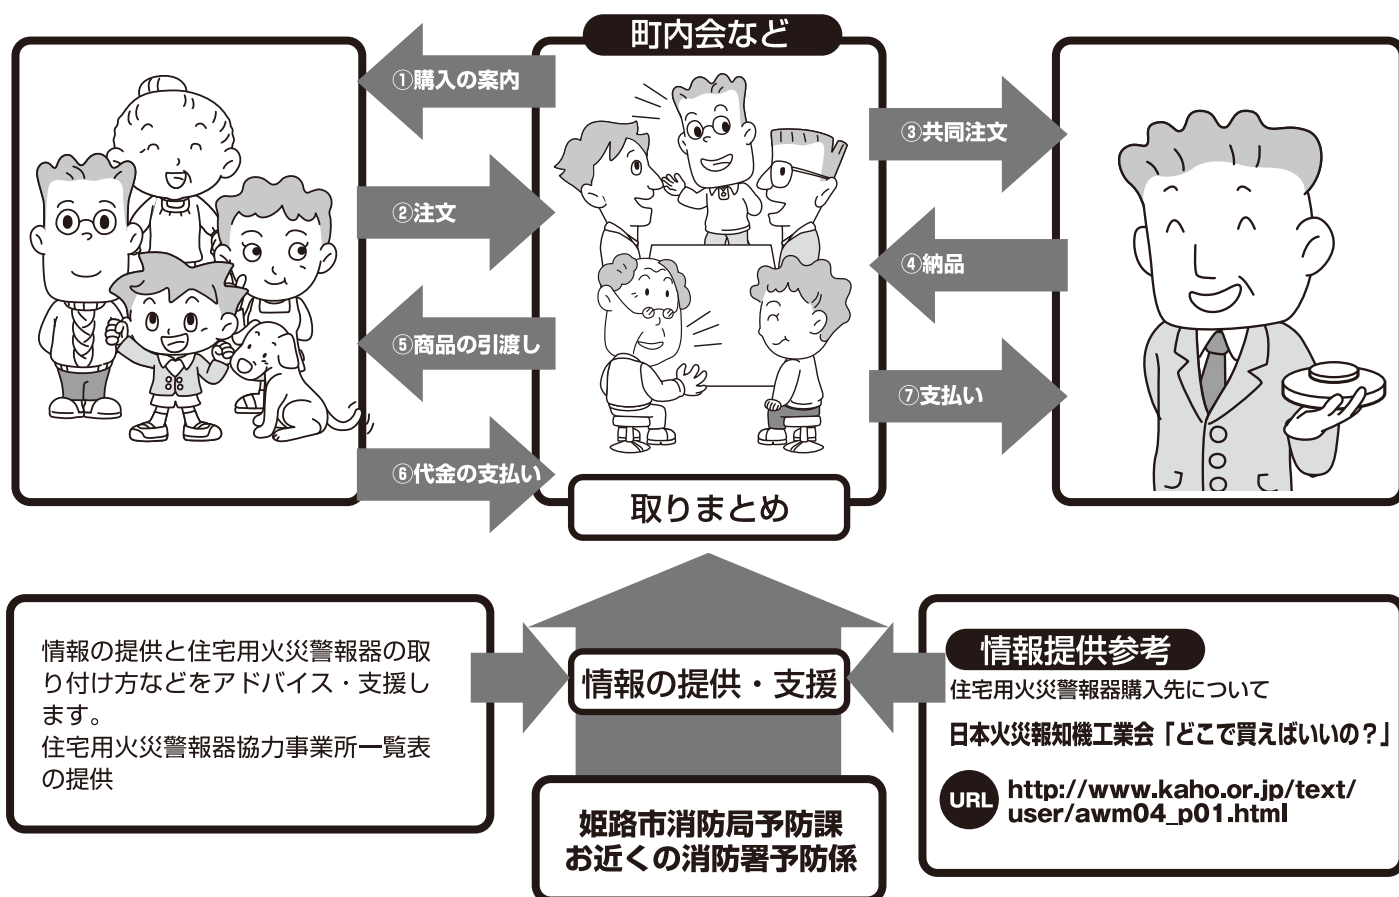 町内会など
①購入の案内
②注文
③共同注文
④納品
⑤商品の引渡し
⑥代金の支払い
⑦支払い
取りまとめ
情報の提供と住宅用火災警報器の取
り付け方などをアドバイス・支援し
ます。
住宅用火災警報器協力事業所一覧表
の提供
情報の提供・支援
姫路市消防局予防課
お近くの消防署予防係
情報提供参考
住宅用火災警報器購入先について
日本火災報知機工業会「どこで買えばいいの？」
URL
http://www.kaho.or.jp/text/
user/awm04_p01.html